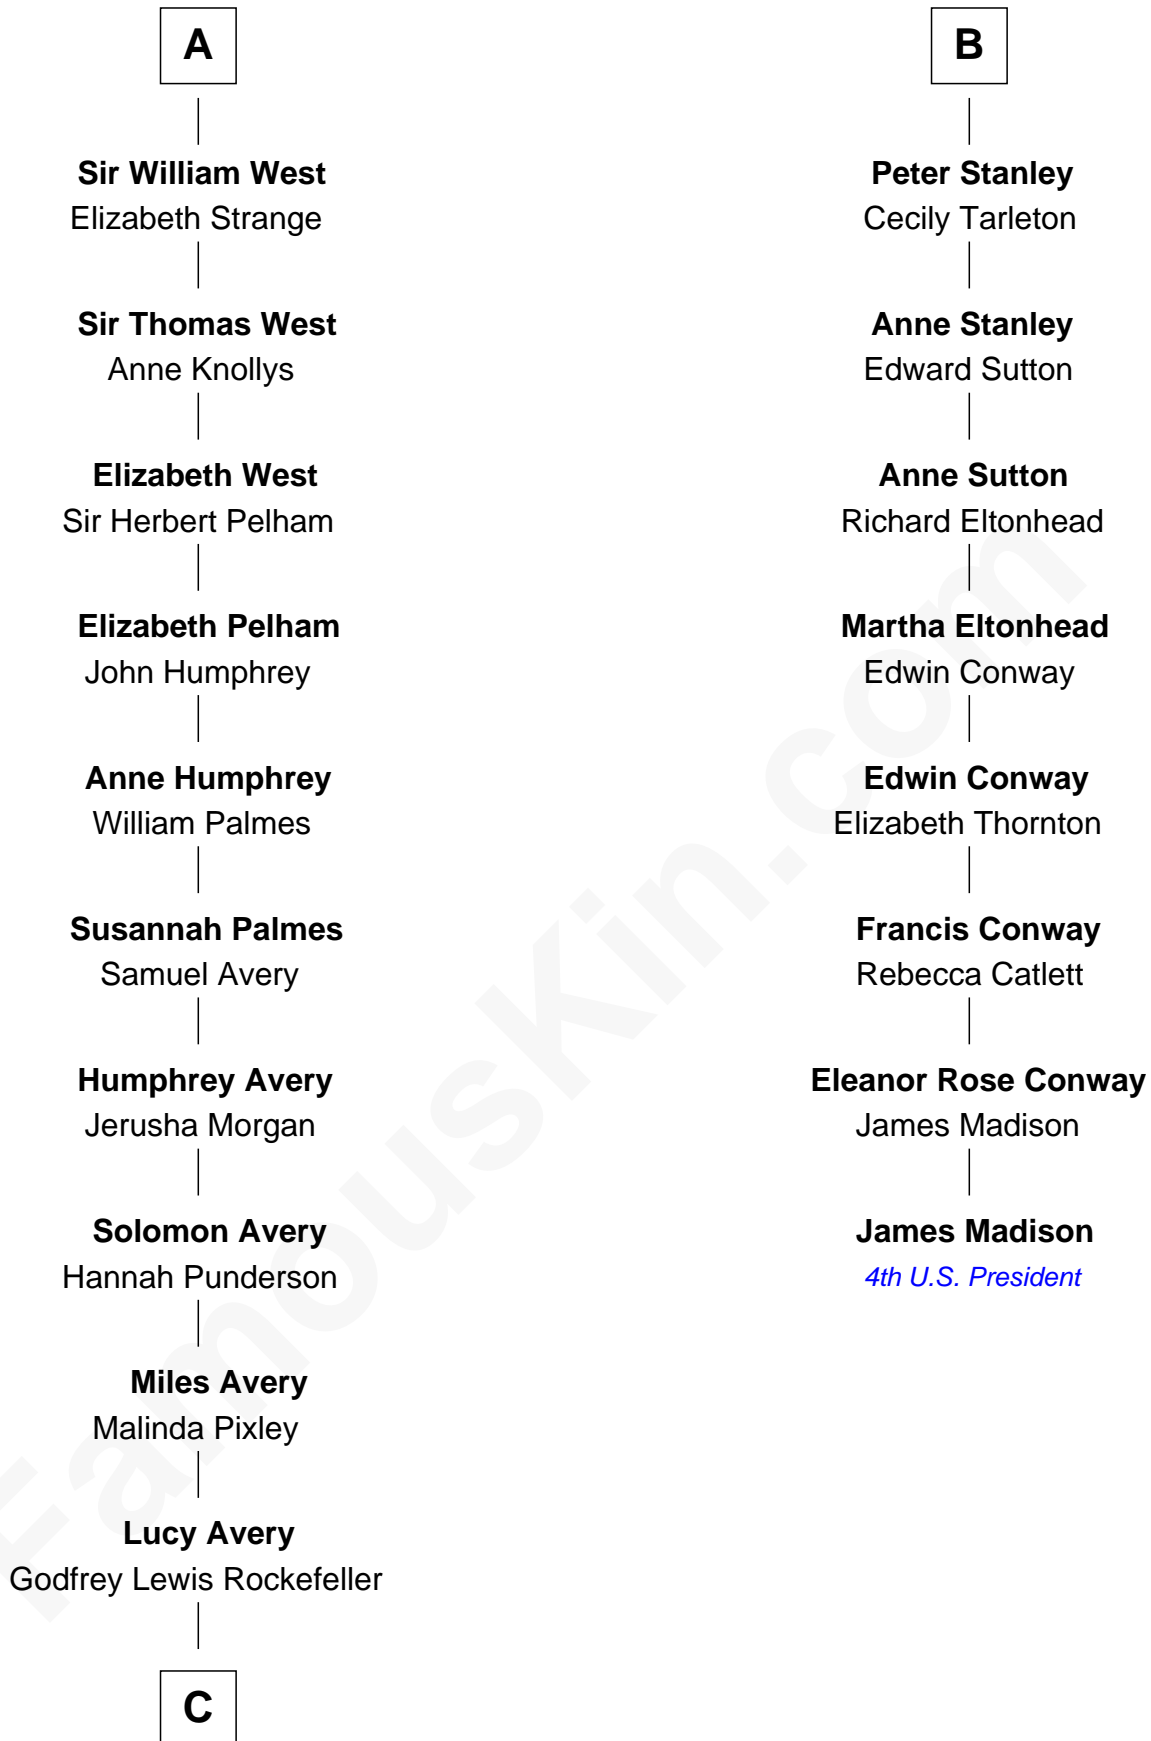 A
Sir William West
Elizabeth Strange
Sir Thomas West
Anne Knollys
Elizabeth West
Sir Herbert Pelham
Elizabeth Pelham
John Humphrey
Anne Humphrey
William Palmes
Susannah Palmes
Samuel Avery
Humphrey Avery
Jerusha Morgan
Solomon Avery
Hannah Punderson
Miles Avery
Malinda Pixley
Lucy Avery
Godfrey Lewis Rockefeller
C
B
Peter Stanley
Cecily Tarleton
Anne Stanley
Edward Sutton
Anne Sutton
Richard Eltonhead
Martha Eltonhead
Edwin Conway
Edwin Conway
Elizabeth Thornton
Francis Conway
Rebecca Catlett
Eleanor Rose Conway
James Madison
James Madison
4th U.S. President
FamousKin.com